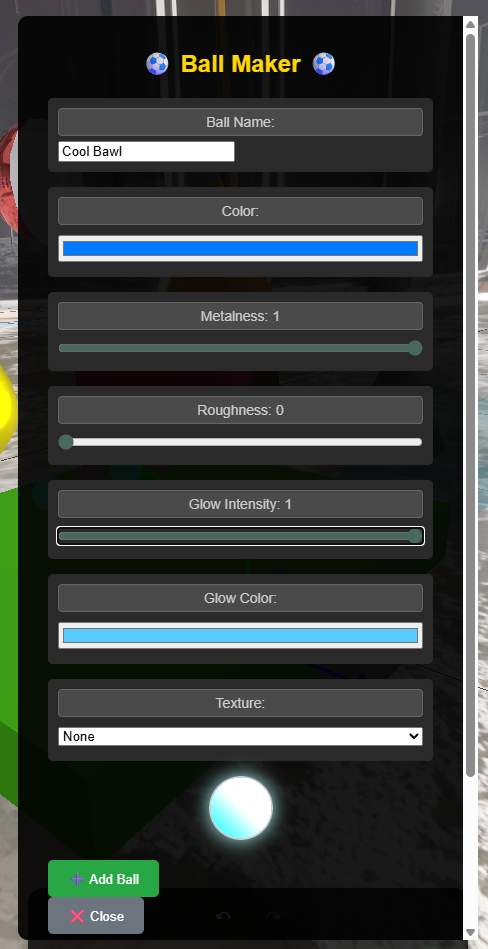 ⚽ Ball Maker ⚽
Ball Name:
Cool Bawl
Color:
Metalness: 1
Roughness: 0
Glow Intensity: 1
Glow Color:
Texture:
None
➕ Add Ball
❌ Close